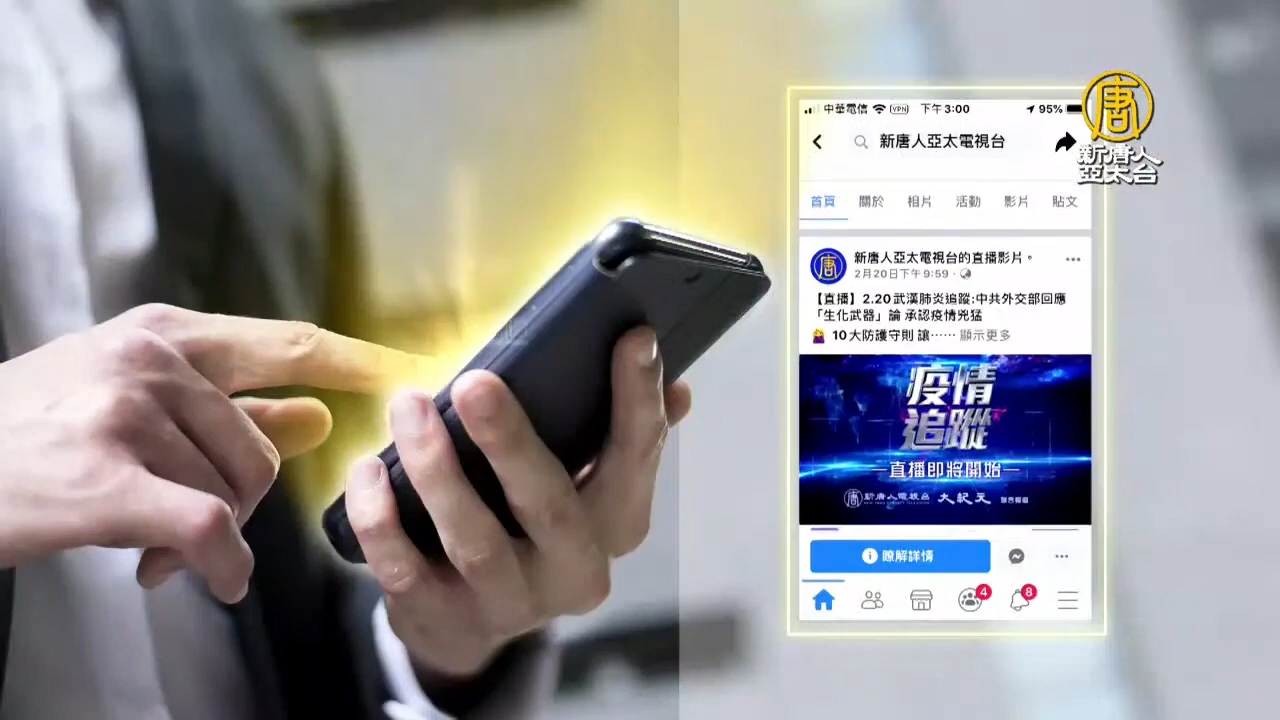 中華電信 VPN 下午3:00 95%
新唐人亞太電視台
首頁 關於 相片 活動 影片 貼文
新唐人亞太電視台的直播影片。
2月20日下午9:59
【直播】2.20武漢肺炎追蹤:中共外交部回應
「生化武器」論 承認疫情兇猛
10大防護守則 讓…… 顯示更多
疫情
追蹤
直播即將開始
新唐人電視台 大紀元
瞭解詳情
4 8
唐
新唐人
亞太台